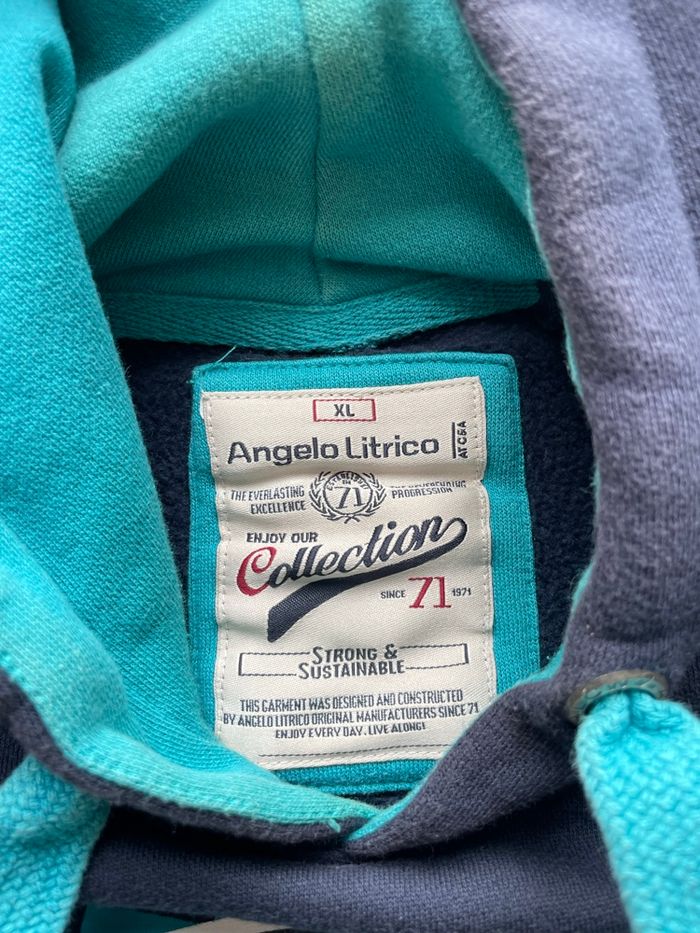 XL
Angelo Litrico
AT C&A
THE EVERLASTING
EXCELLENCE
71
PROGRESSION
ENJOY OUR
Collection
SINCE 71 1971
STRONG &
SUSTAINABLE
THIS GARMENT WAS DESIGNED AND CONSTRUCTED
BY ANGELO LITRICO ORIGINAL MANUFACTURERS SINCE 71
ENJOY EVERY DAY. LIVE ALONG!